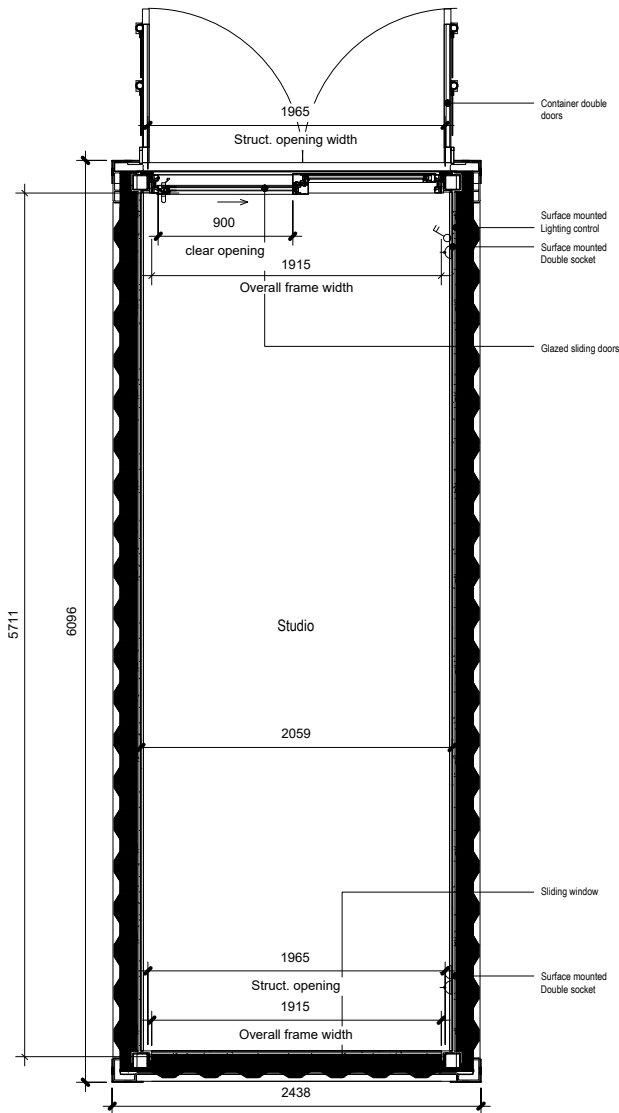 1965
Struct. opening width
Container double
doors
900
clear opening
1915
Overall frame width
Surface mounted
Lighting control
Surface mounted
Double socket
Glazed sliding doors
5711
6096
Studio
2059
Sliding window
1965
Struct. opening
1915
Overall frame width
Surface mounted
Double socket
2438